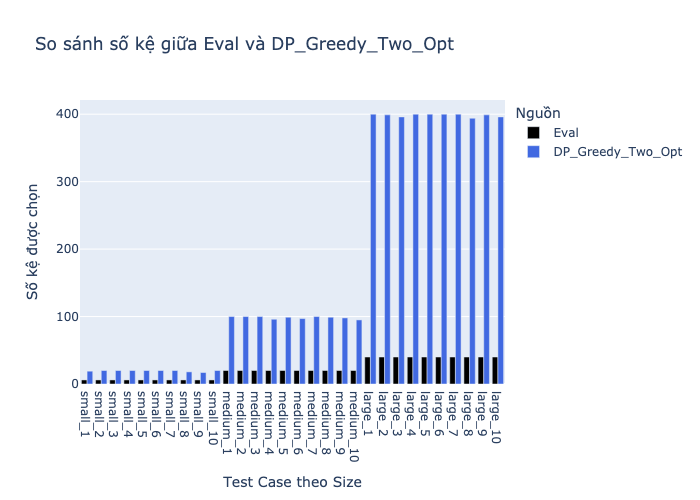 So sánh số kệ giữa Eval và DP_Greedy_Two_Opt
Số kệ được chọn
400
300
200
100
0
small_1
small_2
small_3
small_4
small_5
small_6
small_7
small_8
small_9
small_10
medium_1
medium_2
medium_3
medium_4
medium_5
medium_6
medium_7
medium_8
medium_9
medium_10
large_1
large_2
large_3
large_4
large_5
large_6
large_7
large_8
large_9
large_10
Test Case theo Size
Nguồn
Eval
DP_Greedy_Two_Opt